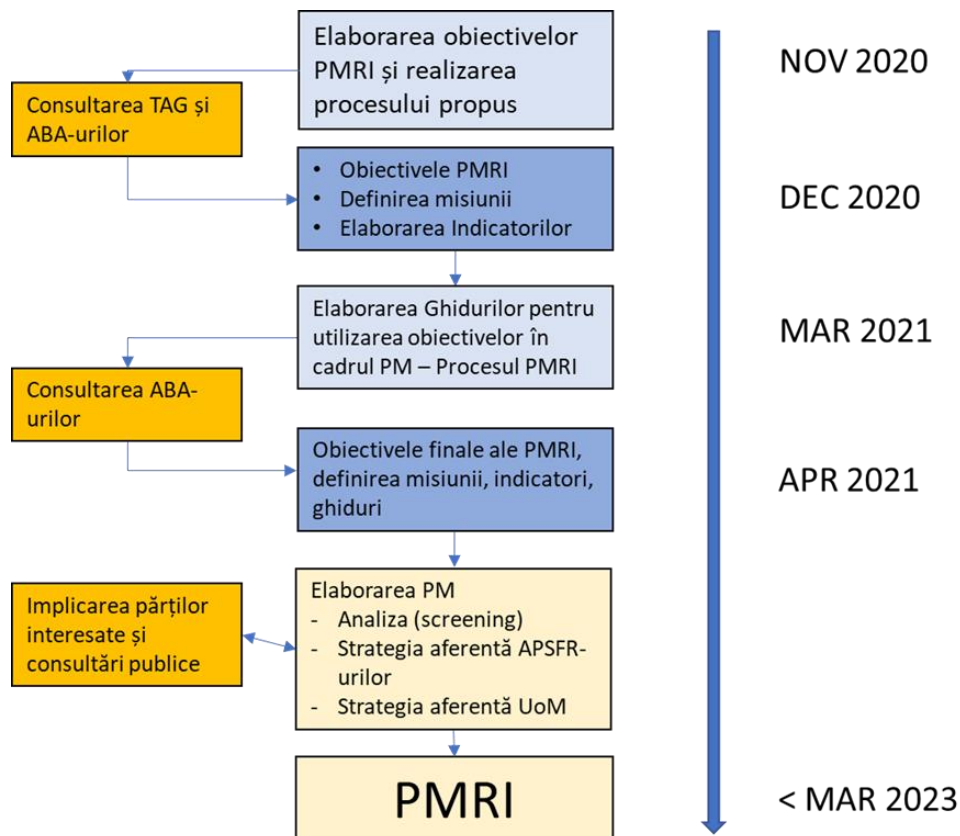 Elaborarea obiectivelor
PMRI și realizarea
procesului propus
NOV 2020
Consultarea TAG și
ABA-urilor
• Obiectivele PMRI
• Definirea misiunii
• Elaborarea Indicatorilor
DEC 2020
Elaborarea Ghidurilor pentru
utilizarea obiectivelor în
cadrul PM – Procesul PMRI
MAR 2021
Consultarea ABA-
urilor
Obiectivele finale ale PMRI,
definirea misiunii, indicatori,
ghiduri
APR 2021
Implicarea părților
interesate și
consultări publice
Elaborarea PM
- Analiza (screening)
- Strategia aferentă APSFR-
urilor
- Strategia aferentă UoM
PMRI
< MAR 2023